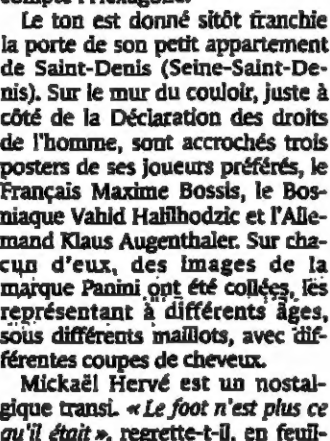 Le ton est donné sitôt franchie
la porte de son petit appartement
de Saint-Denis (Seine-Saint-De-
nis). Sur le mur du couloir, juste à
côté de la Déclaration des droits
de l'homme, sont accrochés trois
posters de ses joueurs préférés, le
Français Maxime Bossis, le Bos-
niaque Vahid Halilhodzic et l'Alle-
mand Klaus Augenthaler. Sur cha-
cun d'eux, des images de la
marque Panini ont été collées, les
représentant à différents âges,
sous différents maillots, avec dif-
férentes coupes de cheveux.
Mickaël Hervé est un nostal-
gique transi. « Le foot n'est plus ce
qu'il était », regrette-t-il, en feuil-